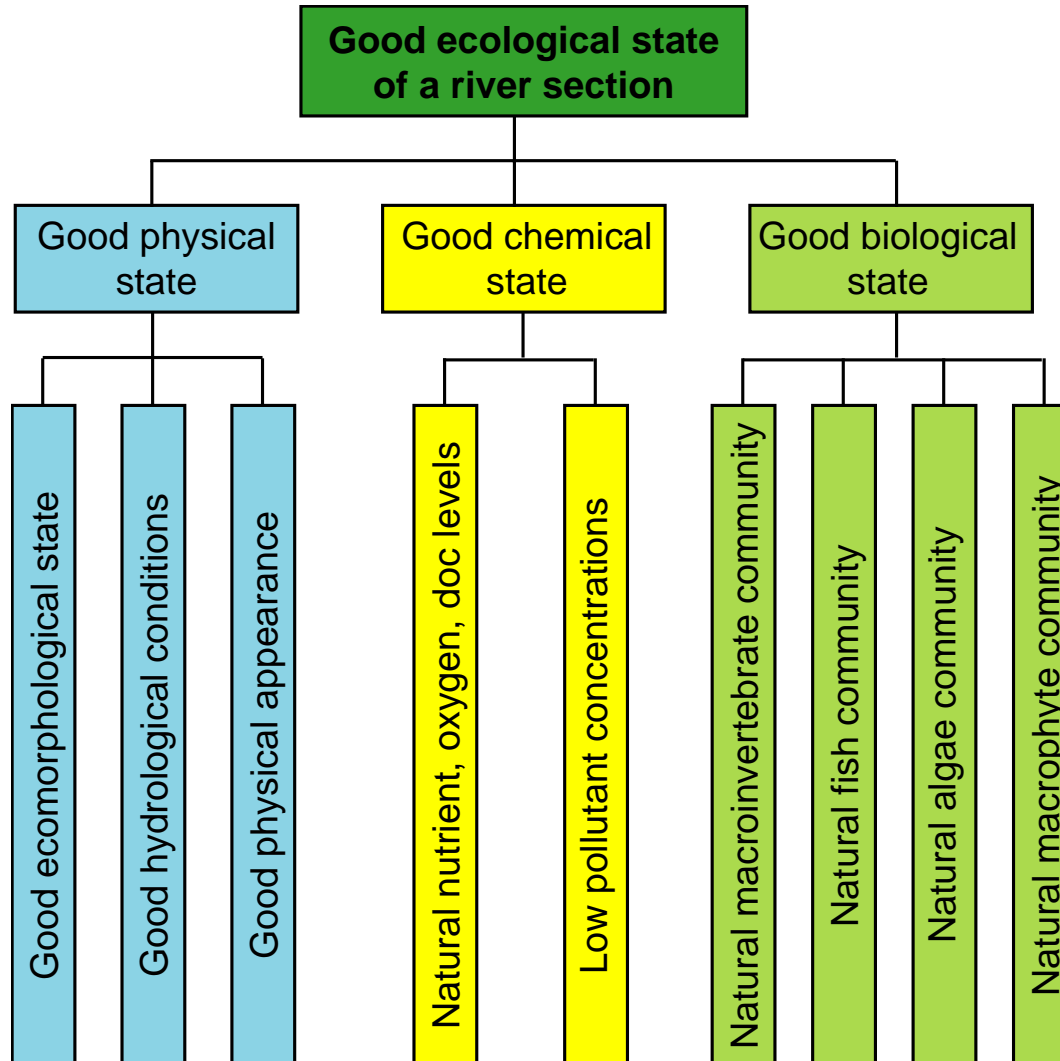 Good ecological state
of a river section
Good physical
state
Good chemical
state
Good biological
state
Good ecomorphological state
Good hydrological conditions
Good physical appearance
Natural nutrient, oxygen, doc levels
Low pollutant concentrations
Natural macroinvertebrate community
Natural fish community
Natural algae community
Natural macrophyte community